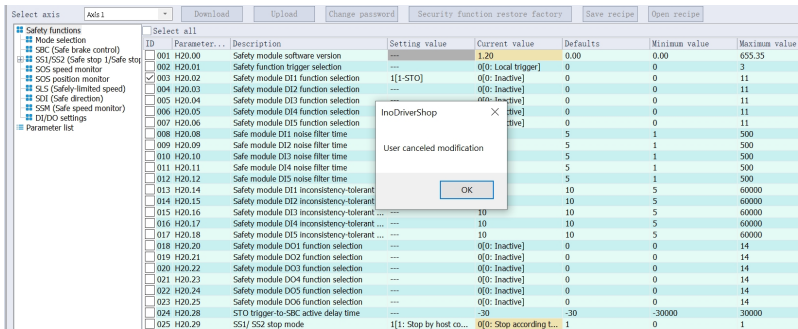 Select axis Axis 1 Download Upload Change password Security function restore factory Save recipe Open recipe
Safety functions
Mode selection
SBC (Safe brake control)
SS1/SS2 (Safe stop 1/Safe stop
SOS speed monitor
SOS position monitor
SLS (Safely-limited speed)
SDI (Safe direction)
SSM (Safe speed monitor)
DI/DO settings
Parameter list
Select all
ID Parameter... Description Setting value Current value Defaults Minimum value Maximum value
001 H20.00 Safety module software version --- 1.20 0.00 0.00 655.35
002 H20.01 Safety function trigger selection --- 0[0: Local trigger] 0 0 3
003 H20.02 Safety module DI1 function selection 1[1-STO] 0[0: Inactive] 0 0 11
004 H20.03 Safety module DI2 function selection --- 0[0: Inactive] 0 0 11
005 H20.04 Safety module DI3 function selection --- 0[0: Inactive] 0 0 11
006 H20.05 Safety module DI4 function selection ctive] 0 0 11
007 H20.06 Safety module DI5 function selection ctive] 0 0 11
008 H20.08 Safe module DI1 noise filter time 5 1 500
009 H20.09 Safe module DI2 noise filter time 5 1 500
010 H20.10 Safe module DI3 noise filter time 5 1 500
011 H20.11 Safe module DI4 noise filter time 5 1 500
012 H20.12 Safe module DI5 noise filter time 5 1 500
013 H20.14 Safety module DI1 inconsistency-tolerant 10 5 60000
014 H20.15 Safety module DI2 inconsistency-tolerant 10 5 60000
015 H20.16 Safety module DI3 inconsistency-tolerant ... --- 10 10 5 60000
016 H20.17 Safety module DI4 inconsistency-tolerant ... --- 10 10 5 60000
017 H20.18 Safety module DI5 inconsistency-tolerant ... --- 10 10 5 60000
018 H20.20 Safety module DO1 function selection --- 0[0: Inactive] 0 0 14
019 H20.21 Safety module DO2 function selection --- 0[0: Inactive] 0 0 14
020 H20.22 Safety module DO3 function selection --- 0[0: Inactive] 0 0 14
021 H20.23 Safety module DO4 function selection --- 0[0: Inactive] 0 0 14
022 H20.24 Safety module DO5 function selection --- 0[0: Inactive] 0 0 14
023 H20.25 Safety module DO6 function selection --- 0[0: Inactive] 0 0 14
024 H20.28 STO trigger-to-SBC active delay time --- -30 -30 -30000 30000
025 H20.29 SS1/ SS2 stop mode 1[1: Stop by host co... 0[0: Stop according t... 1 0 1
InoDriverShop
User canceled modification
OK